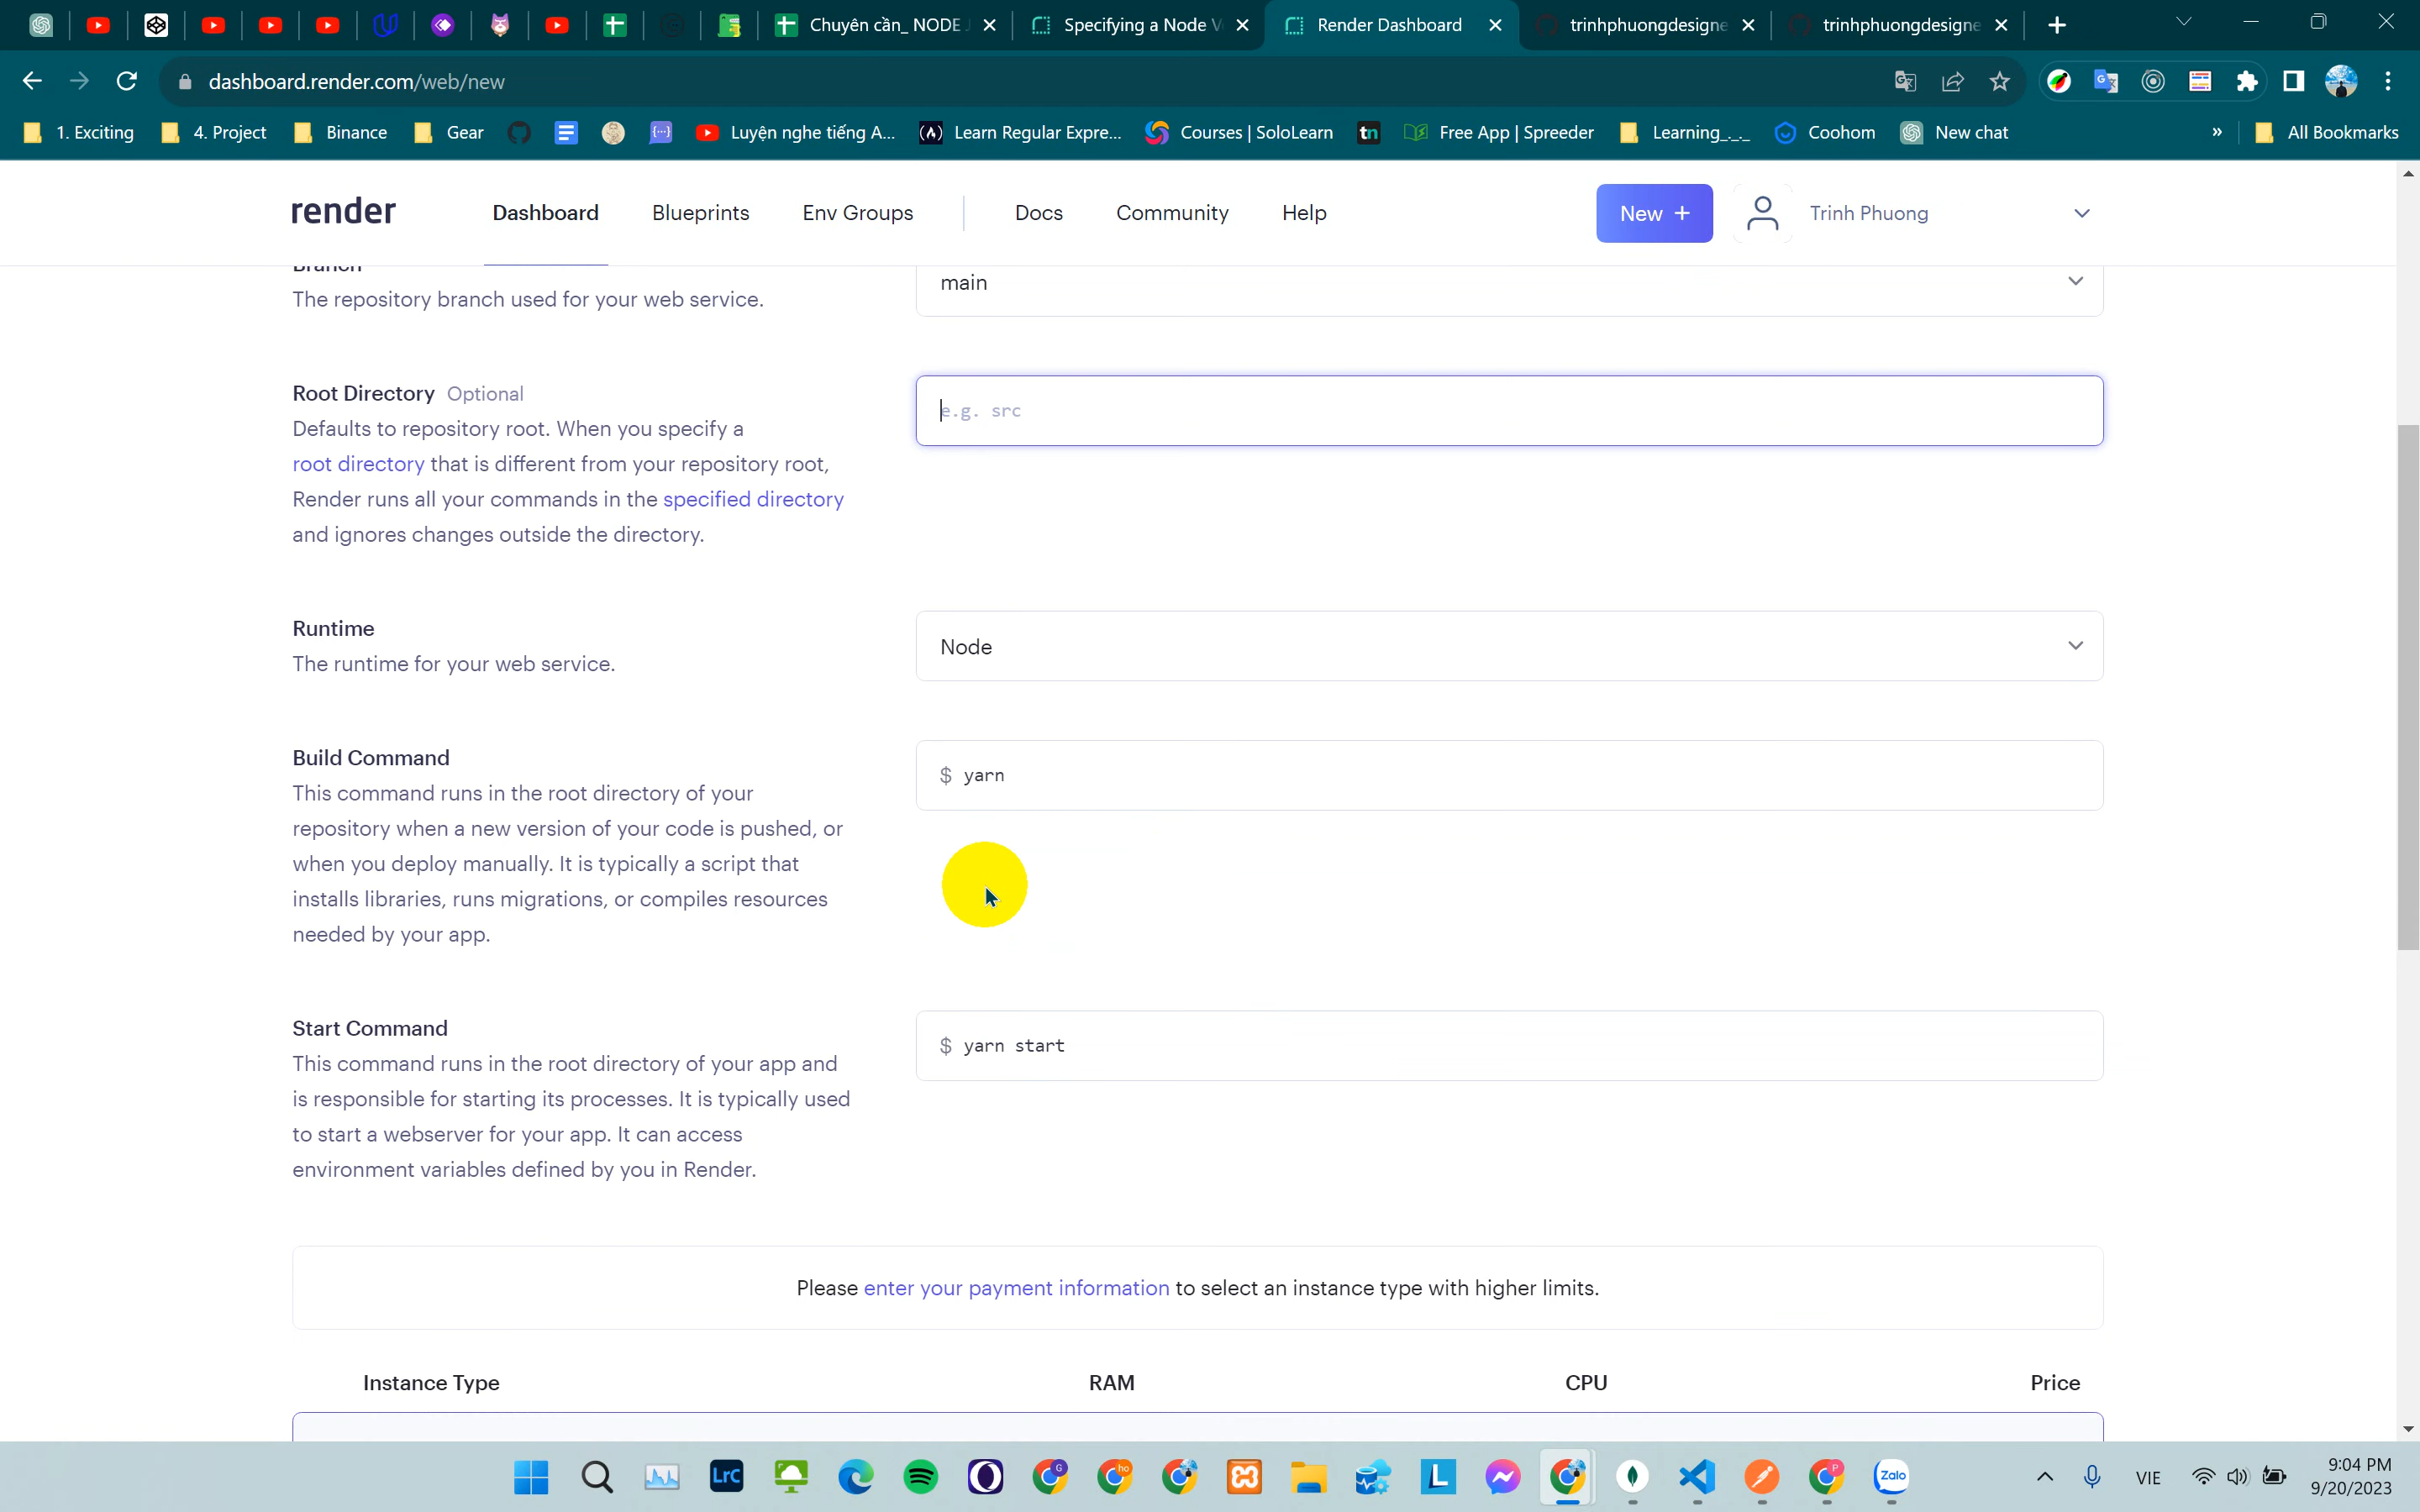 Chuyên cần_ NODE J
Specifying a Node V
Render Dashboard
trinhphuongdesigne
trinhphuongdesigne
dashboard.render.com/web/new
1. Exciting
4. Project
Binance
Gear
Luyện nghe tiếng A...
Learn Regular Expre...
Courses | SoloLearn
tn
Free App | Spreeder
Learning_._._
Coohom
New chat
»
All Bookmarks
render
Dashboard
Blueprints
Env Groups
Docs
Community
Help
New +
Trinh Phuong
Branch
The repository branch used for your web service.
main
Root Directory Optional
Defaults to repository root. When you specify a
root directory that is different from your repository root,
Render runs all your commands in the specified directory
and ignores changes outside the directory.
e.g. src
Runtime
The runtime for your web service.
Node
Build Command
This command runs in the root directory of your
repository when a new version of your code is pushed, or
when you deploy manually. It is typically a script that
installs libraries, runs migrations, or compiles resources
needed by your app.
$ yarn
Start Command
This command runs in the root directory of your app and
is responsible for starting its processes. It is typically used
to start a webserver for your app. It can access
environment variables defined by you in Render.
$ yarn start
Please enter your payment information to select an instance type with higher limits.
Instance Type
RAM
CPU
Price
LrC
G
ho
L
P
Zalo
VIE
9:04 PM
9/20/2023